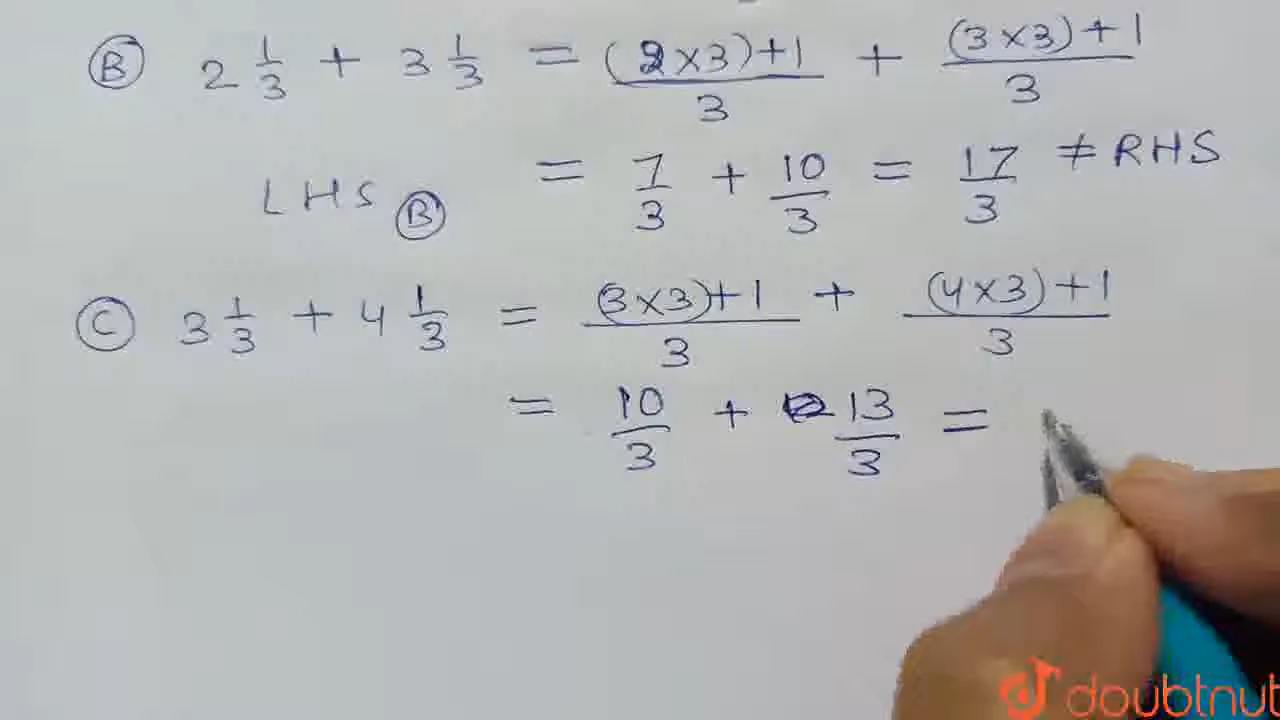 Ⓑ 2 1/3 + 3 1/3 = (2×3)+1/3 + (3×3)+1/3
= 7/3 + 10/3 = 17/3 ≠ RHS
LHS Ⓑ
Ⓒ 3 1/3 + 4 1/3 = (3×3)+1/3 + (4×3)+1/3
= 10/3 + 13/3 =
doubtnut